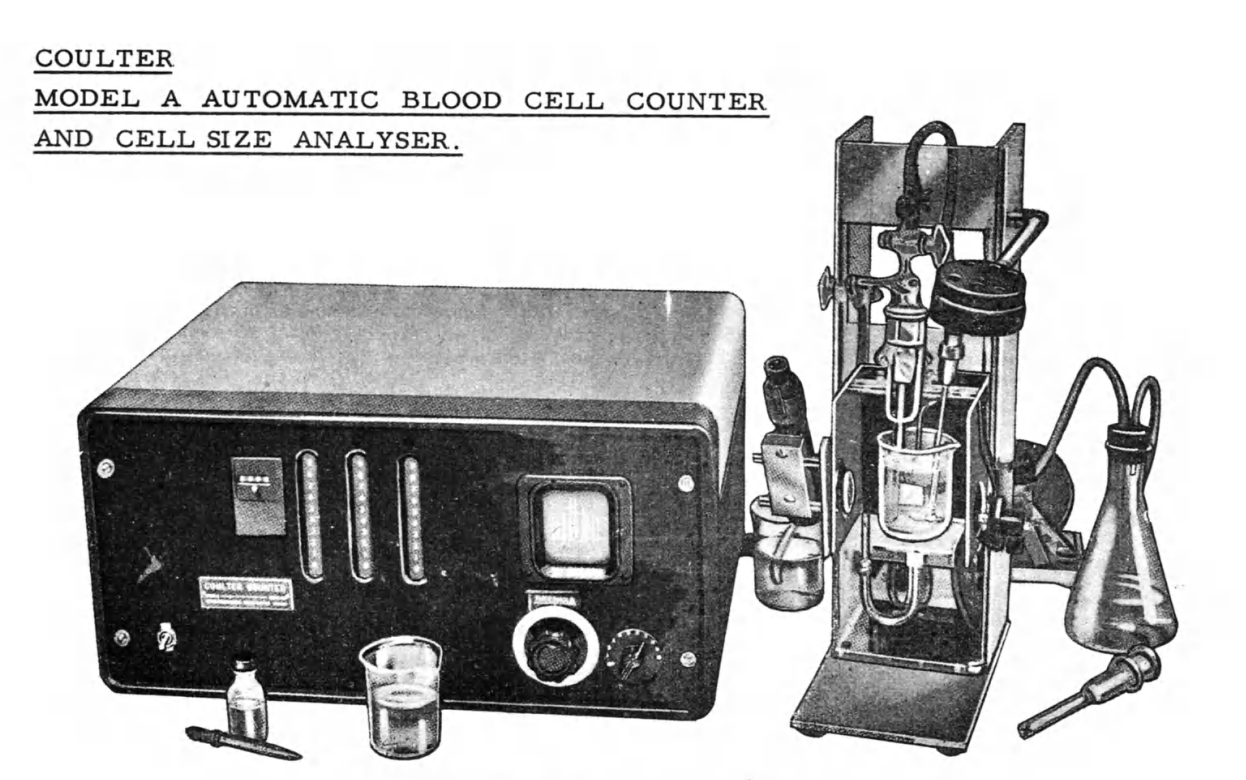 COULTER
MODEL A AUTOMATIC BLOOD CELL COUNTER
AND CELL SIZE ANALYSER.
COULTER COUNTER